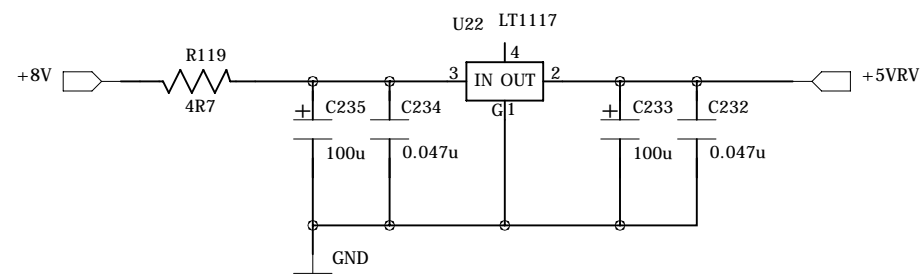 U22 LT1117
4
R119
+8V
3 IN OUT 2
+5VRV
4R7
G 1
+ C235 C234
+ C233 C232
100u 0.047u
100u 0.047u
GND